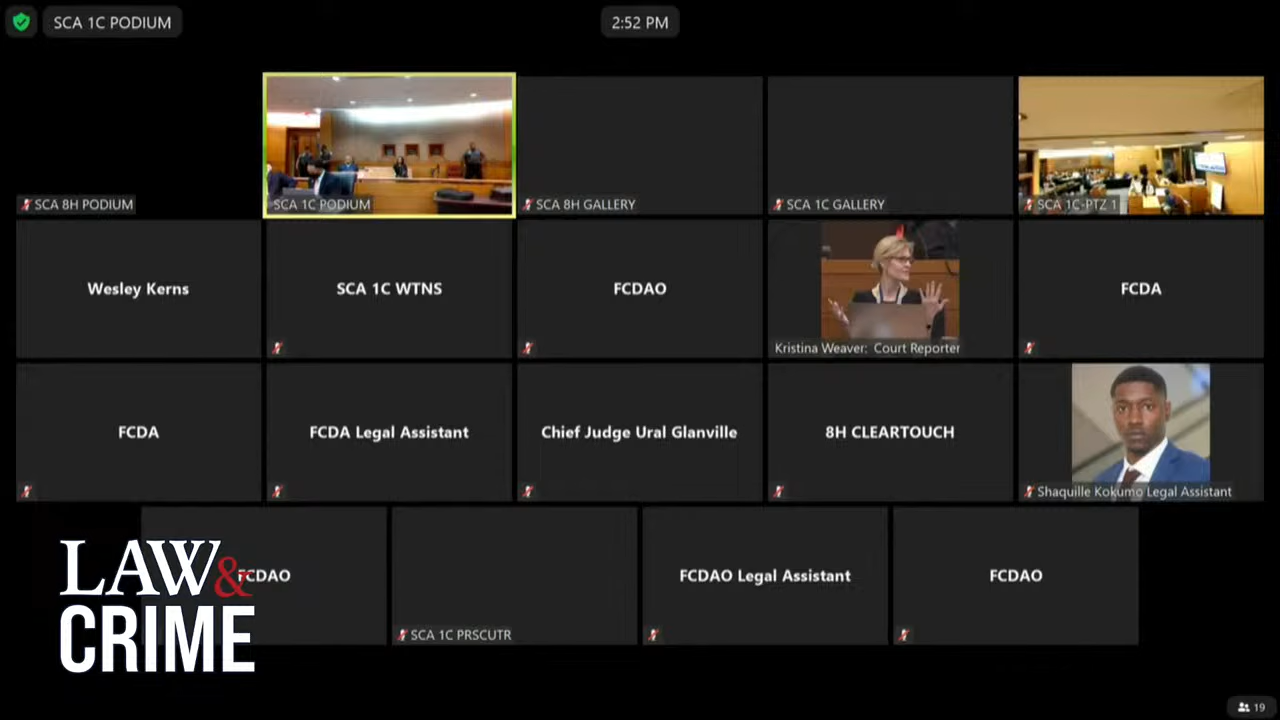 SCA 1C PODIUM
2:52 PM
SCA 8H PODIUM
SCA 1C PODIUM
SCA 8H GALLERY
SCA 1C GALLERY
SCA 1C-PTZ 1
Wesley Kerns
SCA 1C WTNS
FCDAO
Kristina Weaver: Court Reporter
FCDA
FCDA
FCDA Legal Assistant
Chief Judge Ural Glanville
8H CLEARTOUCH
Shaquille Kokumo Legal Assistant
FCDAO
SCA 1C PRSCUTR
FCDAO Legal Assistant
FCDAO
LAW&
CRIME
19